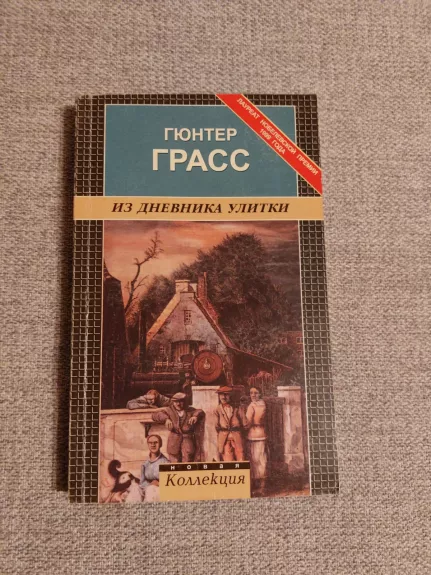 ГЮНТЕР
ГРАСС
ЛАУРЕАТ НОБЕЛЕВСКОЙ ПРЕМИИ
1999 ГОДА
ИЗ ДНЕВНИКА УЛИТКИ
новая
Коллекция